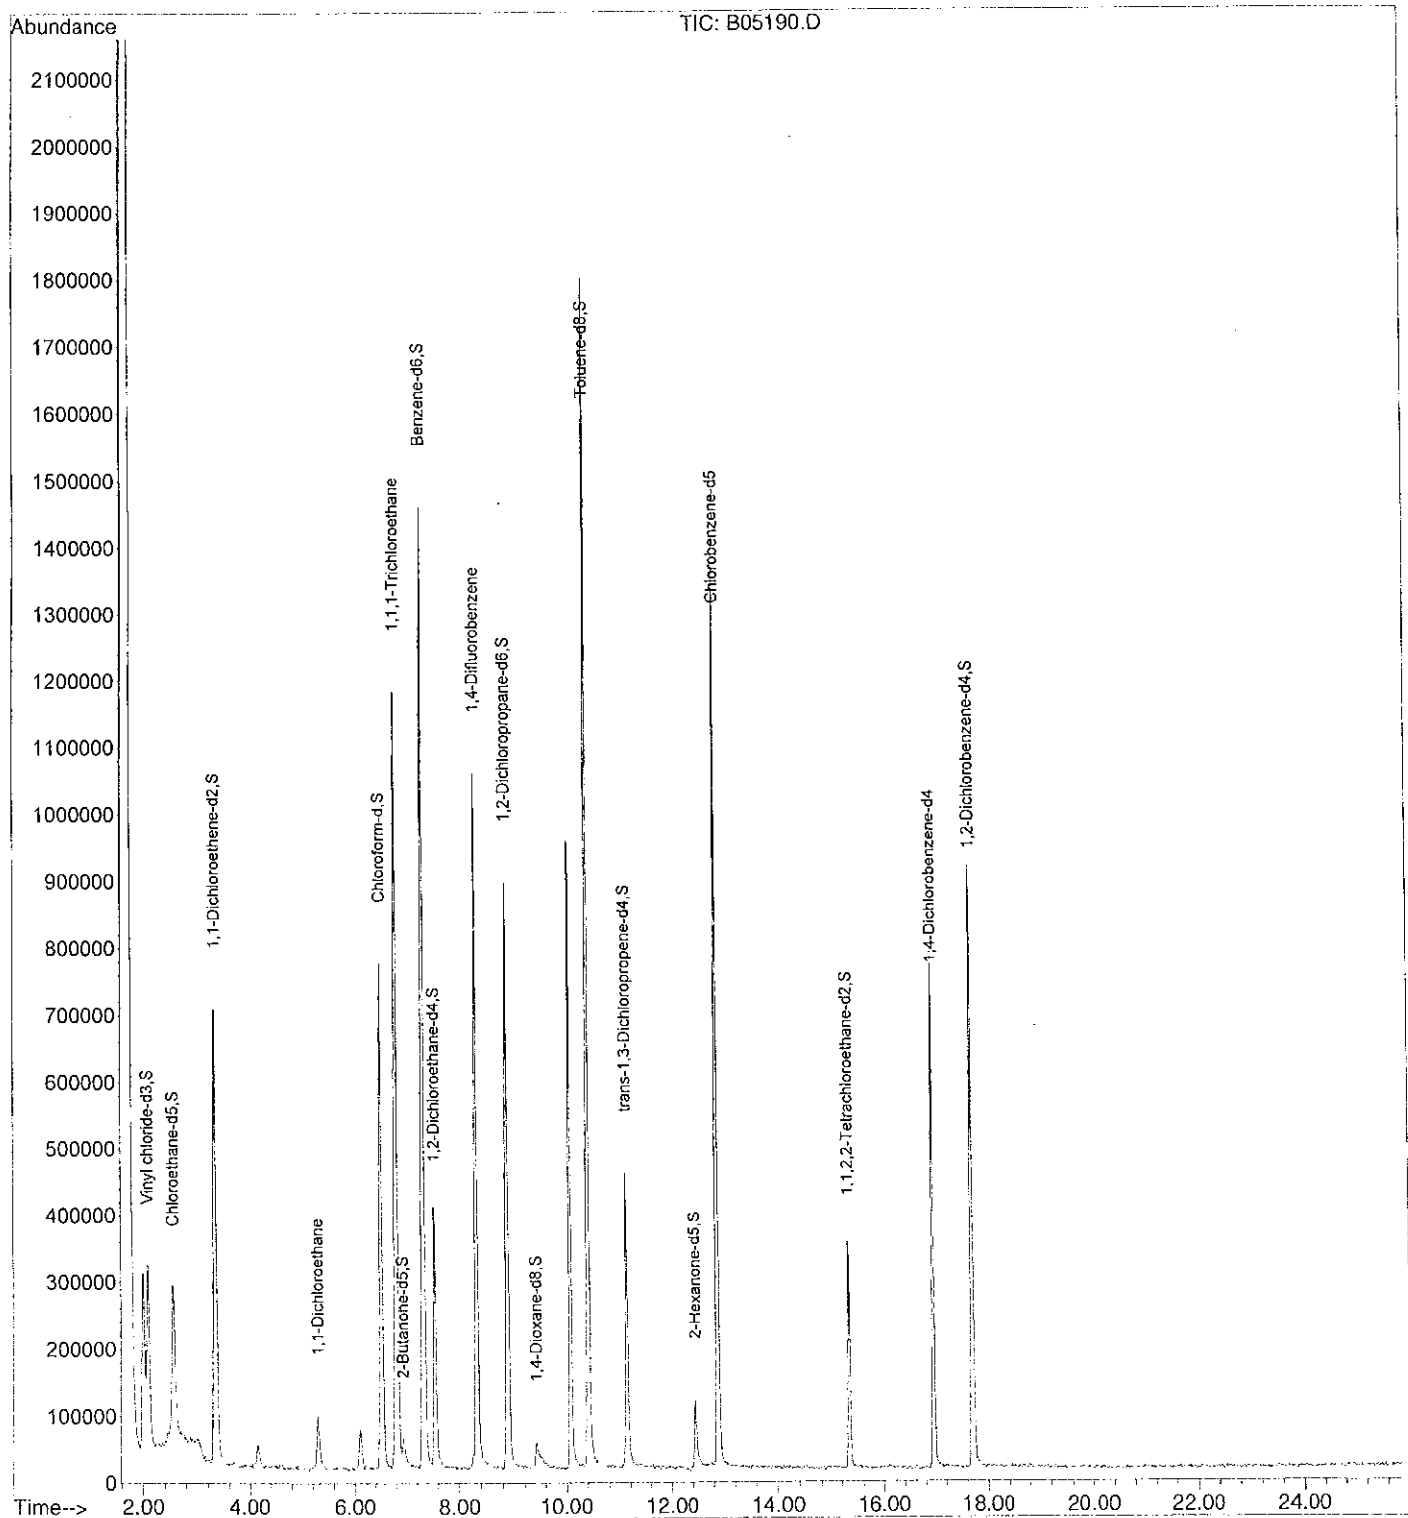 TIC: B05190.D
Abundance
2100000
2000000
1900000
1800000
1700000
1600000
1500000
1400000
1300000
1200000
1100000
1000000
900000
800000
700000
600000
500000
400000
300000
200000
100000
0
Vinyl chloride-d3,S
Chloroethane-d5,S
1,1-Dichloroethene-d2,S
1,1-Dichloroethane
Chloroform-d,S
1,1,1-Trichloroethane
2-Butanone-d5,S
Benzene-d6,S
1,2-Dichloroethane-d4,S
1,4-Difluorobenzene
1,2-Dichloropropane-d6,S
1,4-Dioxane-d8,S
Toluene-d8,S
trans-1,3-Dichloropropene-d4,S
2-Hexanone-d5,S
Chlorobenzene-d5
1,1,2,2-Tetrachloroethane-d2,S
1,4-Dichlorobenzene-d4
1,2-Dichlorobenzene-d4,S
Time--> 2.00 4.00 6.00 8.00 10.00 12.00 14.00 16.00 18.00 20.00 22.00 24.00